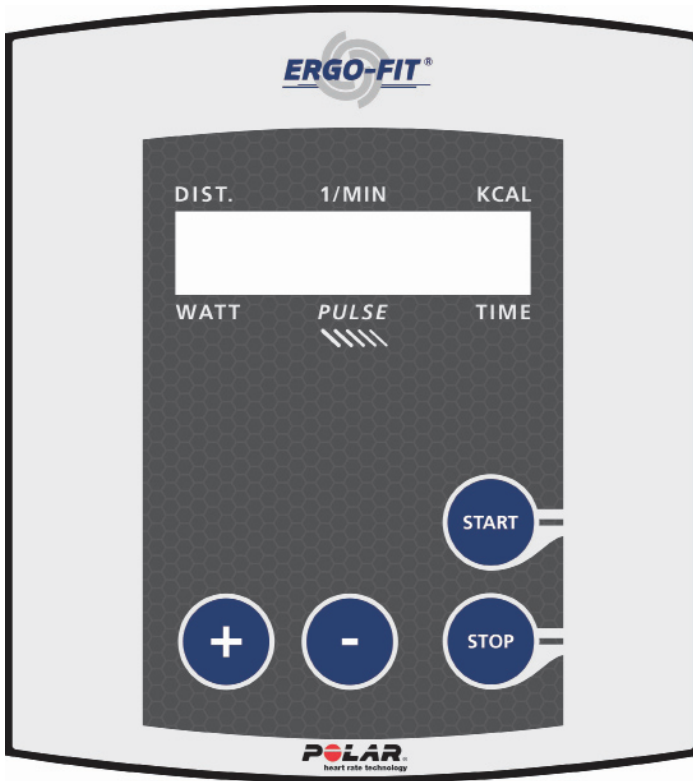 ERGO-FIT®
DIST. 1/MIN KCAL
WATT PULSE TIME
START
+ - STOP
POLAR®
heart rate technology